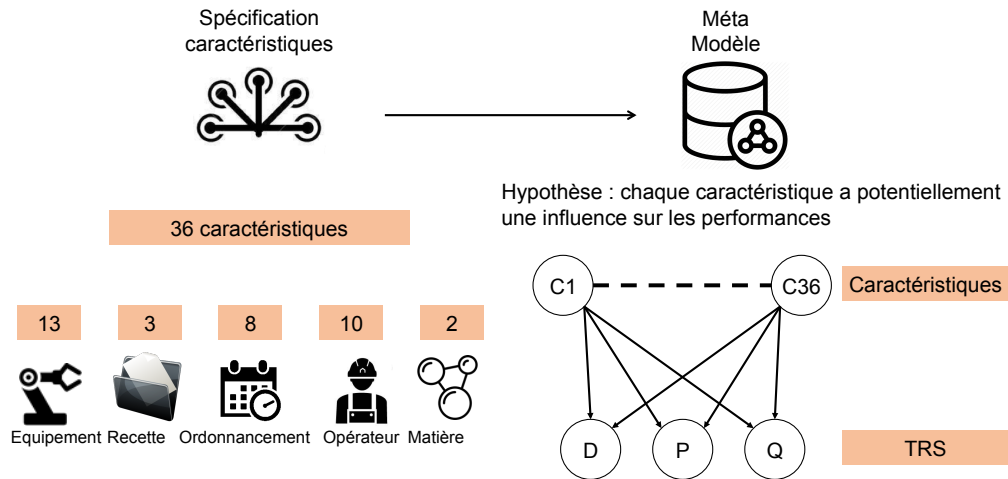 Spécification
caractéristiques
Méta
Modèle
Hypothèse : chaque caractéristique a potentiellement
une influence sur les performances
36 caractéristiques
C1
C36
Caractéristiques
13
3
8
10
2
Equipement
Recette
Ordonnancement
Opérateur
Matière
D
P
Q
TRS